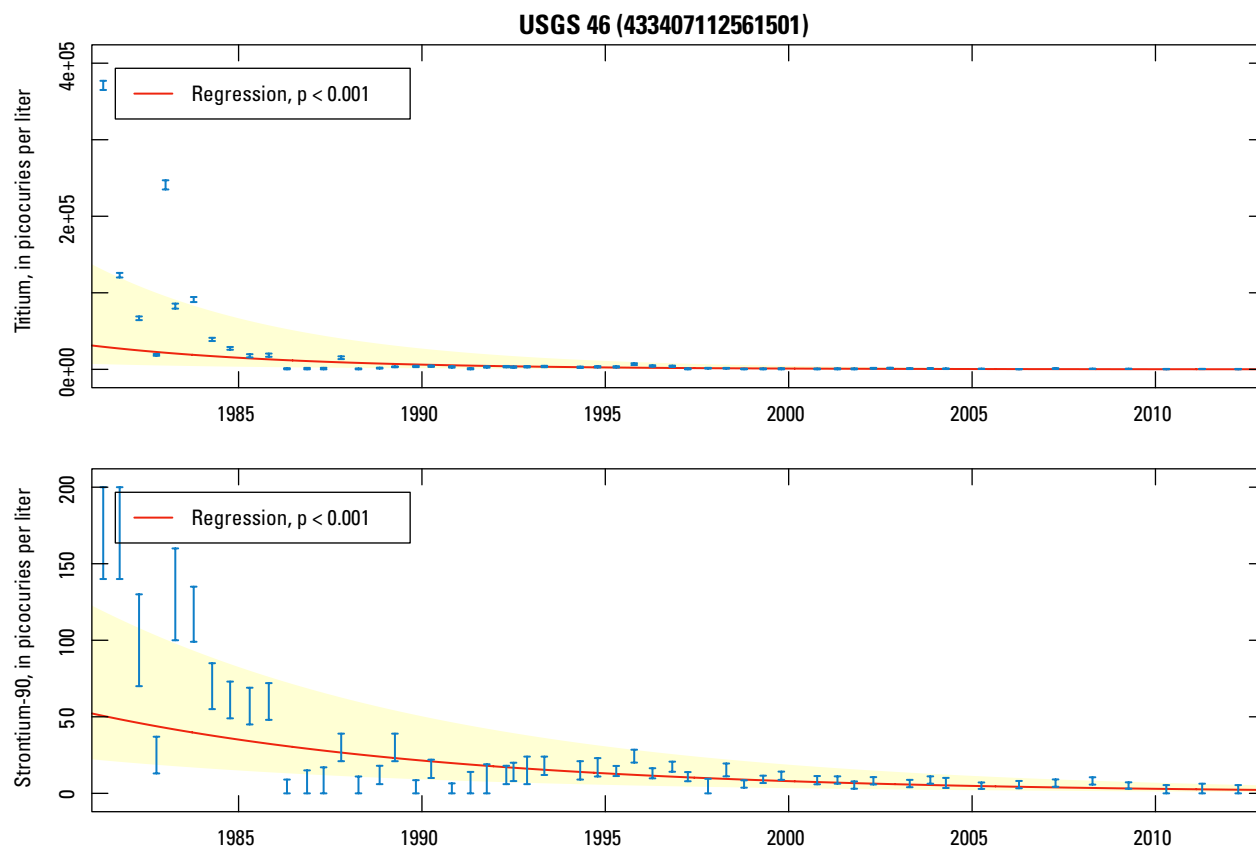 USGS 46 (433407112561501)
Tritium, in picocuries per liter
4e+05
2e+05
0e+00
Regression, p < 0.001
1985 1990 1995 2000 2005 2010
Strontium-90, in picocuries per liter
200
150
100
50
0
Regression, p < 0.001
1985 1990 1995 2000 2005 2010